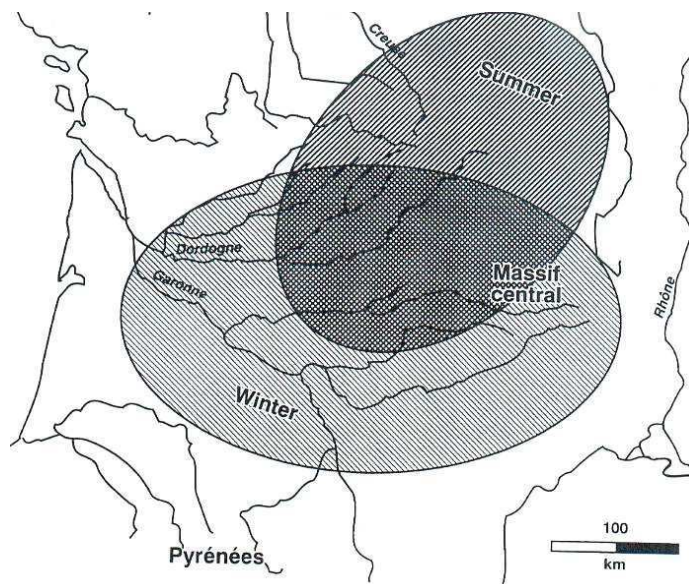 Creuse
Summer
Dordogne
Garonne
Massif
central
Rhône
Winter
100
km
Pyrénées